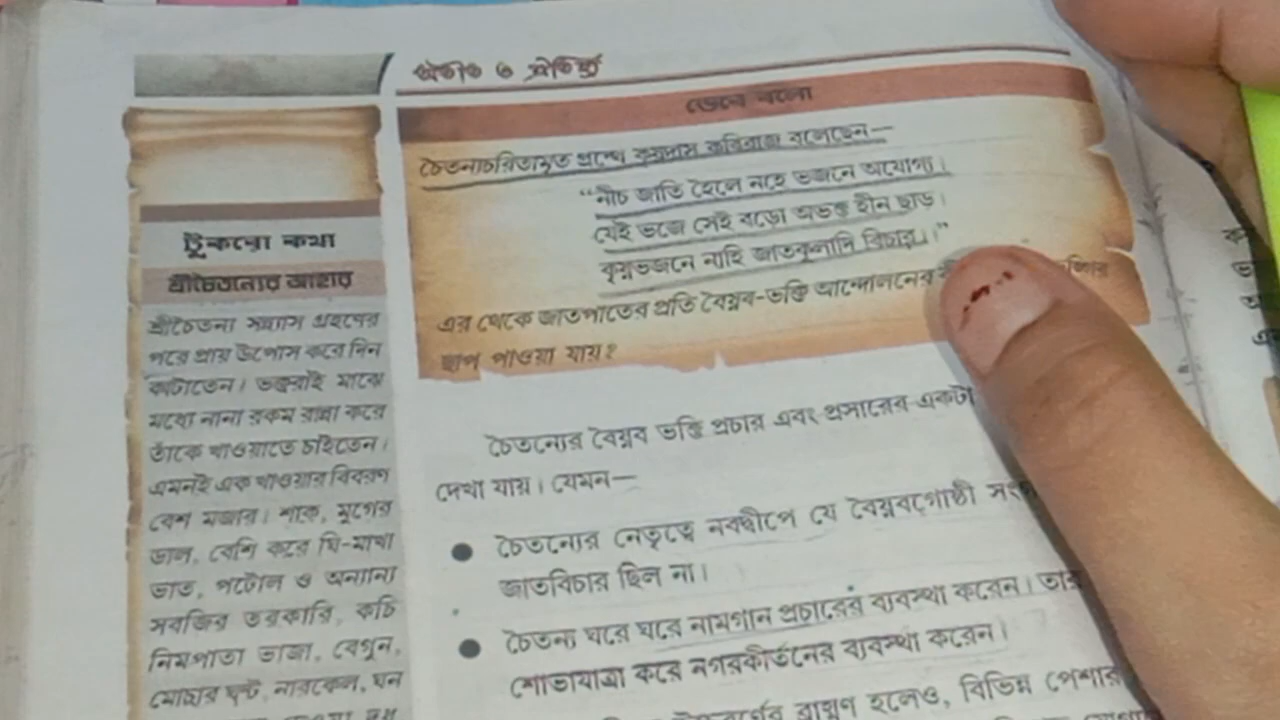 অতীত ও ঐতিহ্য
ভেবে বলো
চৈতন্যচরিতামৃত গ্রন্থে কৃষ্ণদাস কবিরাজ বলেছেন—
“নীচ জাতি হৈলে নহে ভজনে অযোগ্য।
যেই ভজে সেই বড়ো অভক্ত হীন ছাড়।
কৃষ্ণভজনে নাহি জাতকুলাদি বিচার।।”
এর থেকে জাতপাতের প্রতি বৈষ্ণব-ভক্তি আন্দোলনের
ছাপ পাওয়া যায়?
টুকরো কথা
শ্রীচৈতন্যের আহার
শ্রীচৈতন্য সন্ন্যাস গ্রহণের
পরে প্রায় উপোস করে দিন
কাটাতেন। ভক্তরাই মাঝে
মধ্যে নানা রকম রান্না করে
তাঁকে খাওয়াতে চাইতেন।
এমনই এক খাওয়ার বিবরণ
বেশ মজার। শাক, মুগের
ডাল, বেশি করে ঘি-মাখা
ভাত, পটোল ও অন্যান্য
সবজির তরকারি, কচি
নিমপাতা ভাজা, বেগুন,
মোচার ঘন্ট, নারকেল, ঘন
চৈতন্যের বৈষ্ণব ভক্তি প্রচার এবং প্রসারের একটা
দেখা যায়। যেমন—
● চৈতন্যের নেতৃত্বে নবদ্বীপে যে বৈষ্ণবগোষ্ঠী
জাতবিচার ছিল না।
● চৈতন্য ঘরে ঘরে নামগান প্রচারের ব্যবস্থা করেন।
শোভাযাত্রা করে নগরকীর্তনের ব্যবস্থা করেন।
ব্রাহ্মণ হলেও, বিভিন্ন পেশার